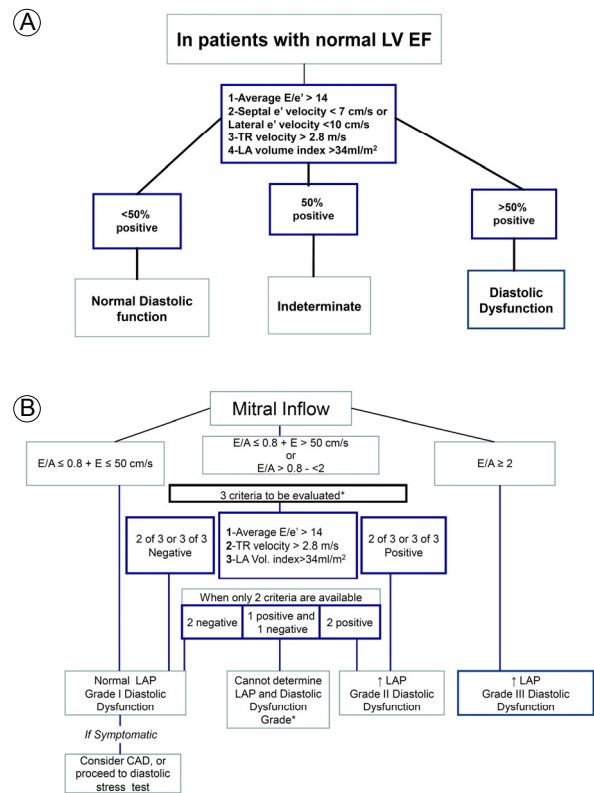 A
In patients with normal LV EF
1-Average E/e' > 14
2-Septal e' velocity < 7 cm/s or
Lateral e' velocity <10 cm/s
3-TR velocity > 2.8 m/s
4-LA volume index >34ml/m²
<50%
positive
50%
positive
>50%
positive
Normal Diastolic
function
Indeterminate
Diastolic
Dysfunction
B
Mitral Inflow
E/A ≤ 0.8 + E ≤ 50 cm/s
E/A ≤ 0.8 + E > 50 cm/s
or
E/A > 0.8 - <2
E/A ≥ 2
3 criteria to be evaluated*
2 of 3 or 3 of 3
Negative
1-Average E/e' > 14
2-TR velocity > 2.8 m/s
3-LA Vol. index>34ml/m²
2 of 3 or 3 of 3
Positive
When only 2 criteria are available
2 negative
1 positive and
1 negative
2 positive
Normal LAP
Grade I Diastolic
Dysfunction
Cannot determine
LAP and Diastolic
Dysfunction
Grade*
↑ LAP
Grade II Diastolic
Dysfunction
↑ LAP
Grade III Diastolic
Dysfunction
If Symptomatic
Consider CAD, or
proceed to diastolic
stress test